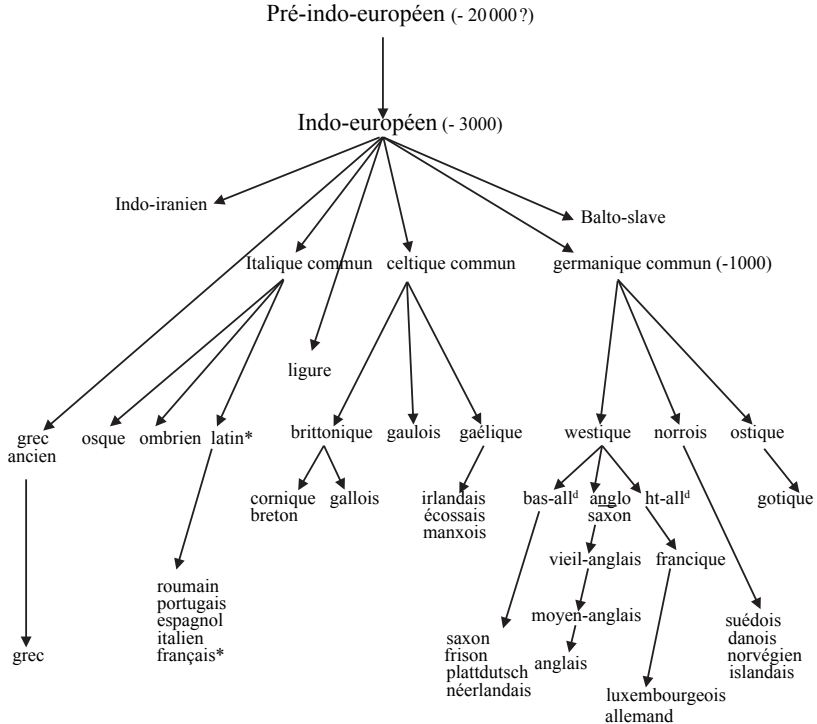 Pré-indo-européen (- 20 000 ?)
Indo-européen (- 3000)
Indo-iranien
Balto-slave
Italique commun
celtique commun
germanique commun (-1000)
ligure
grec
ancien
osque
ombrien
latin*
brittonique
gaulois
gaélique
westique
norrois
ostique
cornique
breton
gallois
irlandais
écossais
manxois
bas-allᵈ
anglo
saxon
ht-allᵈ
gotique
vieil-anglais
francique
roumain
portugais
espagnol
italien
français*
moyen-anglais
suédois
danois
norvégien
islandais
grec
saxon
frison
plattdutsch
néerlandais
anglais
luxembourgeois
allemand